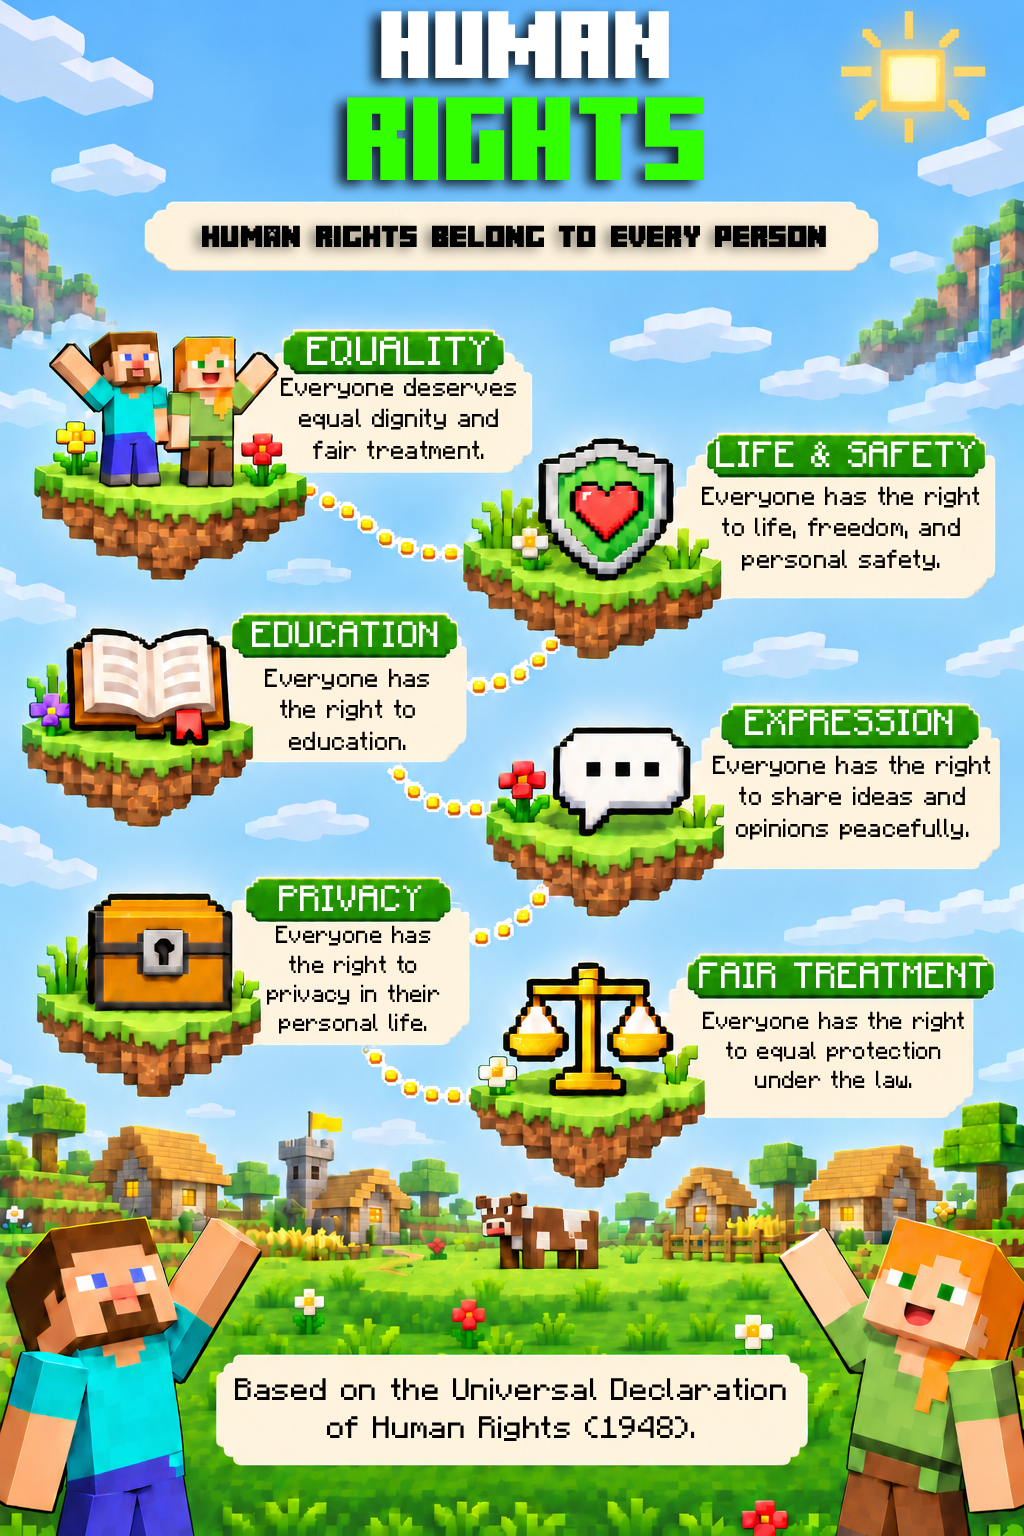 HUMAN
RIGHTS
HUMAN RIGHTS BELONG TO EVERY PERSON
EQUALITY
Everyone deserves
equal dignity and
fair treatment.
LIFE & SAFETY
Everyone has the right
to life, freedom, and
personal safety.
EDUCATION
Everyone has
the right to
education.
EXPRESSION
Everyone has the right
to share ideas and
opinions peacefully.
PRIVACY
Everyone has
the right to
privacy in their
personal life.
FAIR TREATMENT
Everyone has the right
to equal protection
under the law.
Based on the Universal Declaration
of Human Rights (1948).